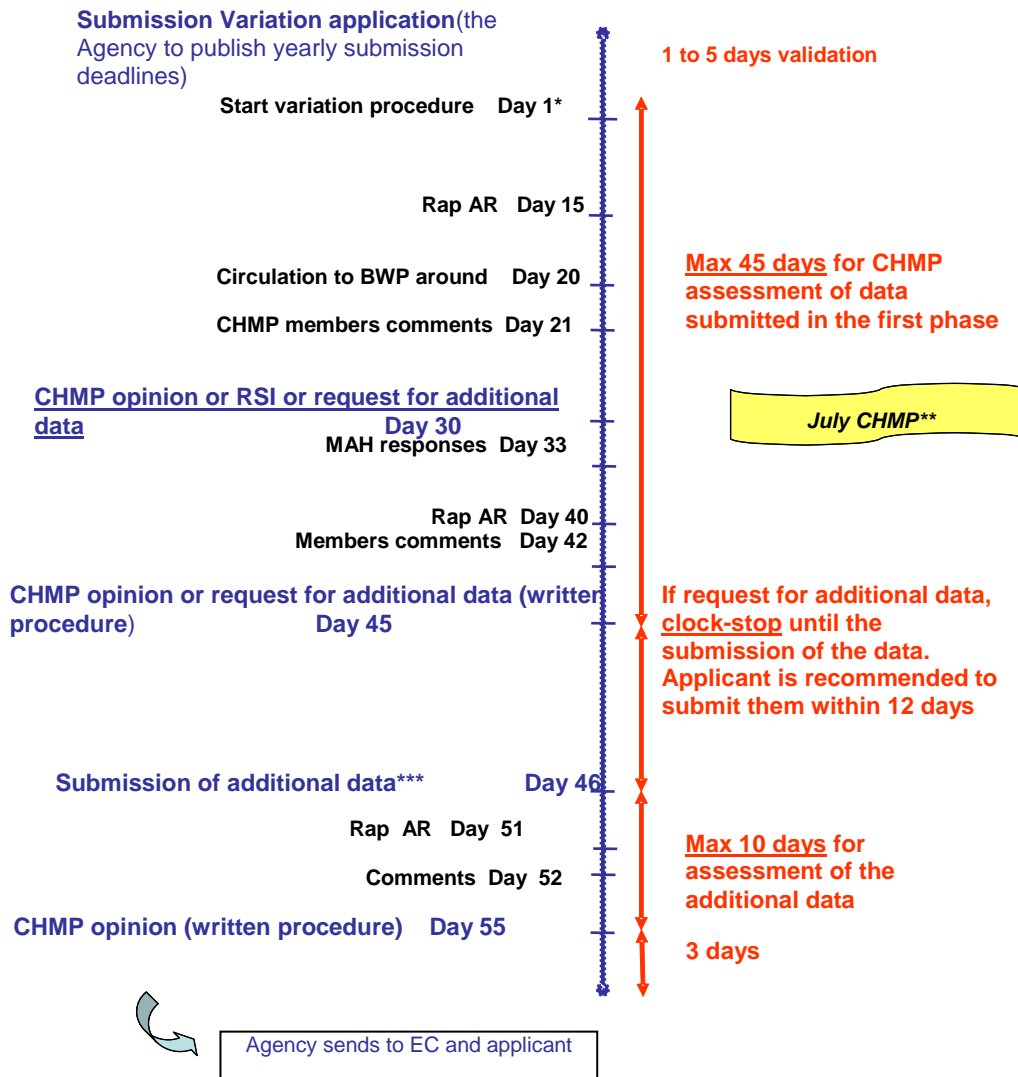 Submission Variation application(the
Agency to publish yearly submission
deadlines)
1 to 5 days validation
Start variation procedure Day 1*
Rap AR Day 15
Circulation to BWP around Day 20
CHMP members comments Day 21
Max 45 days for CHMP
assessment of data
submitted in the first phase
CHMP opinion or RSI or request for additional
data Day 30
July CHMP**
MAH responses Day 33
Rap AR Day 40
Members comments Day 42
CHMP opinion or request for additional data (written
procedure) Day 45
If request for additional data,
clock-stop until the
submission of the data.
Applicant is recommended to
submit them within 12 days
Submission of additional data*** Day 46
Rap AR Day 51
Comments Day 52
Max 10 days for
assessment of the
additional data
CHMP opinion (written procedure) Day 55
3 days
Agency sends to EC and applicant